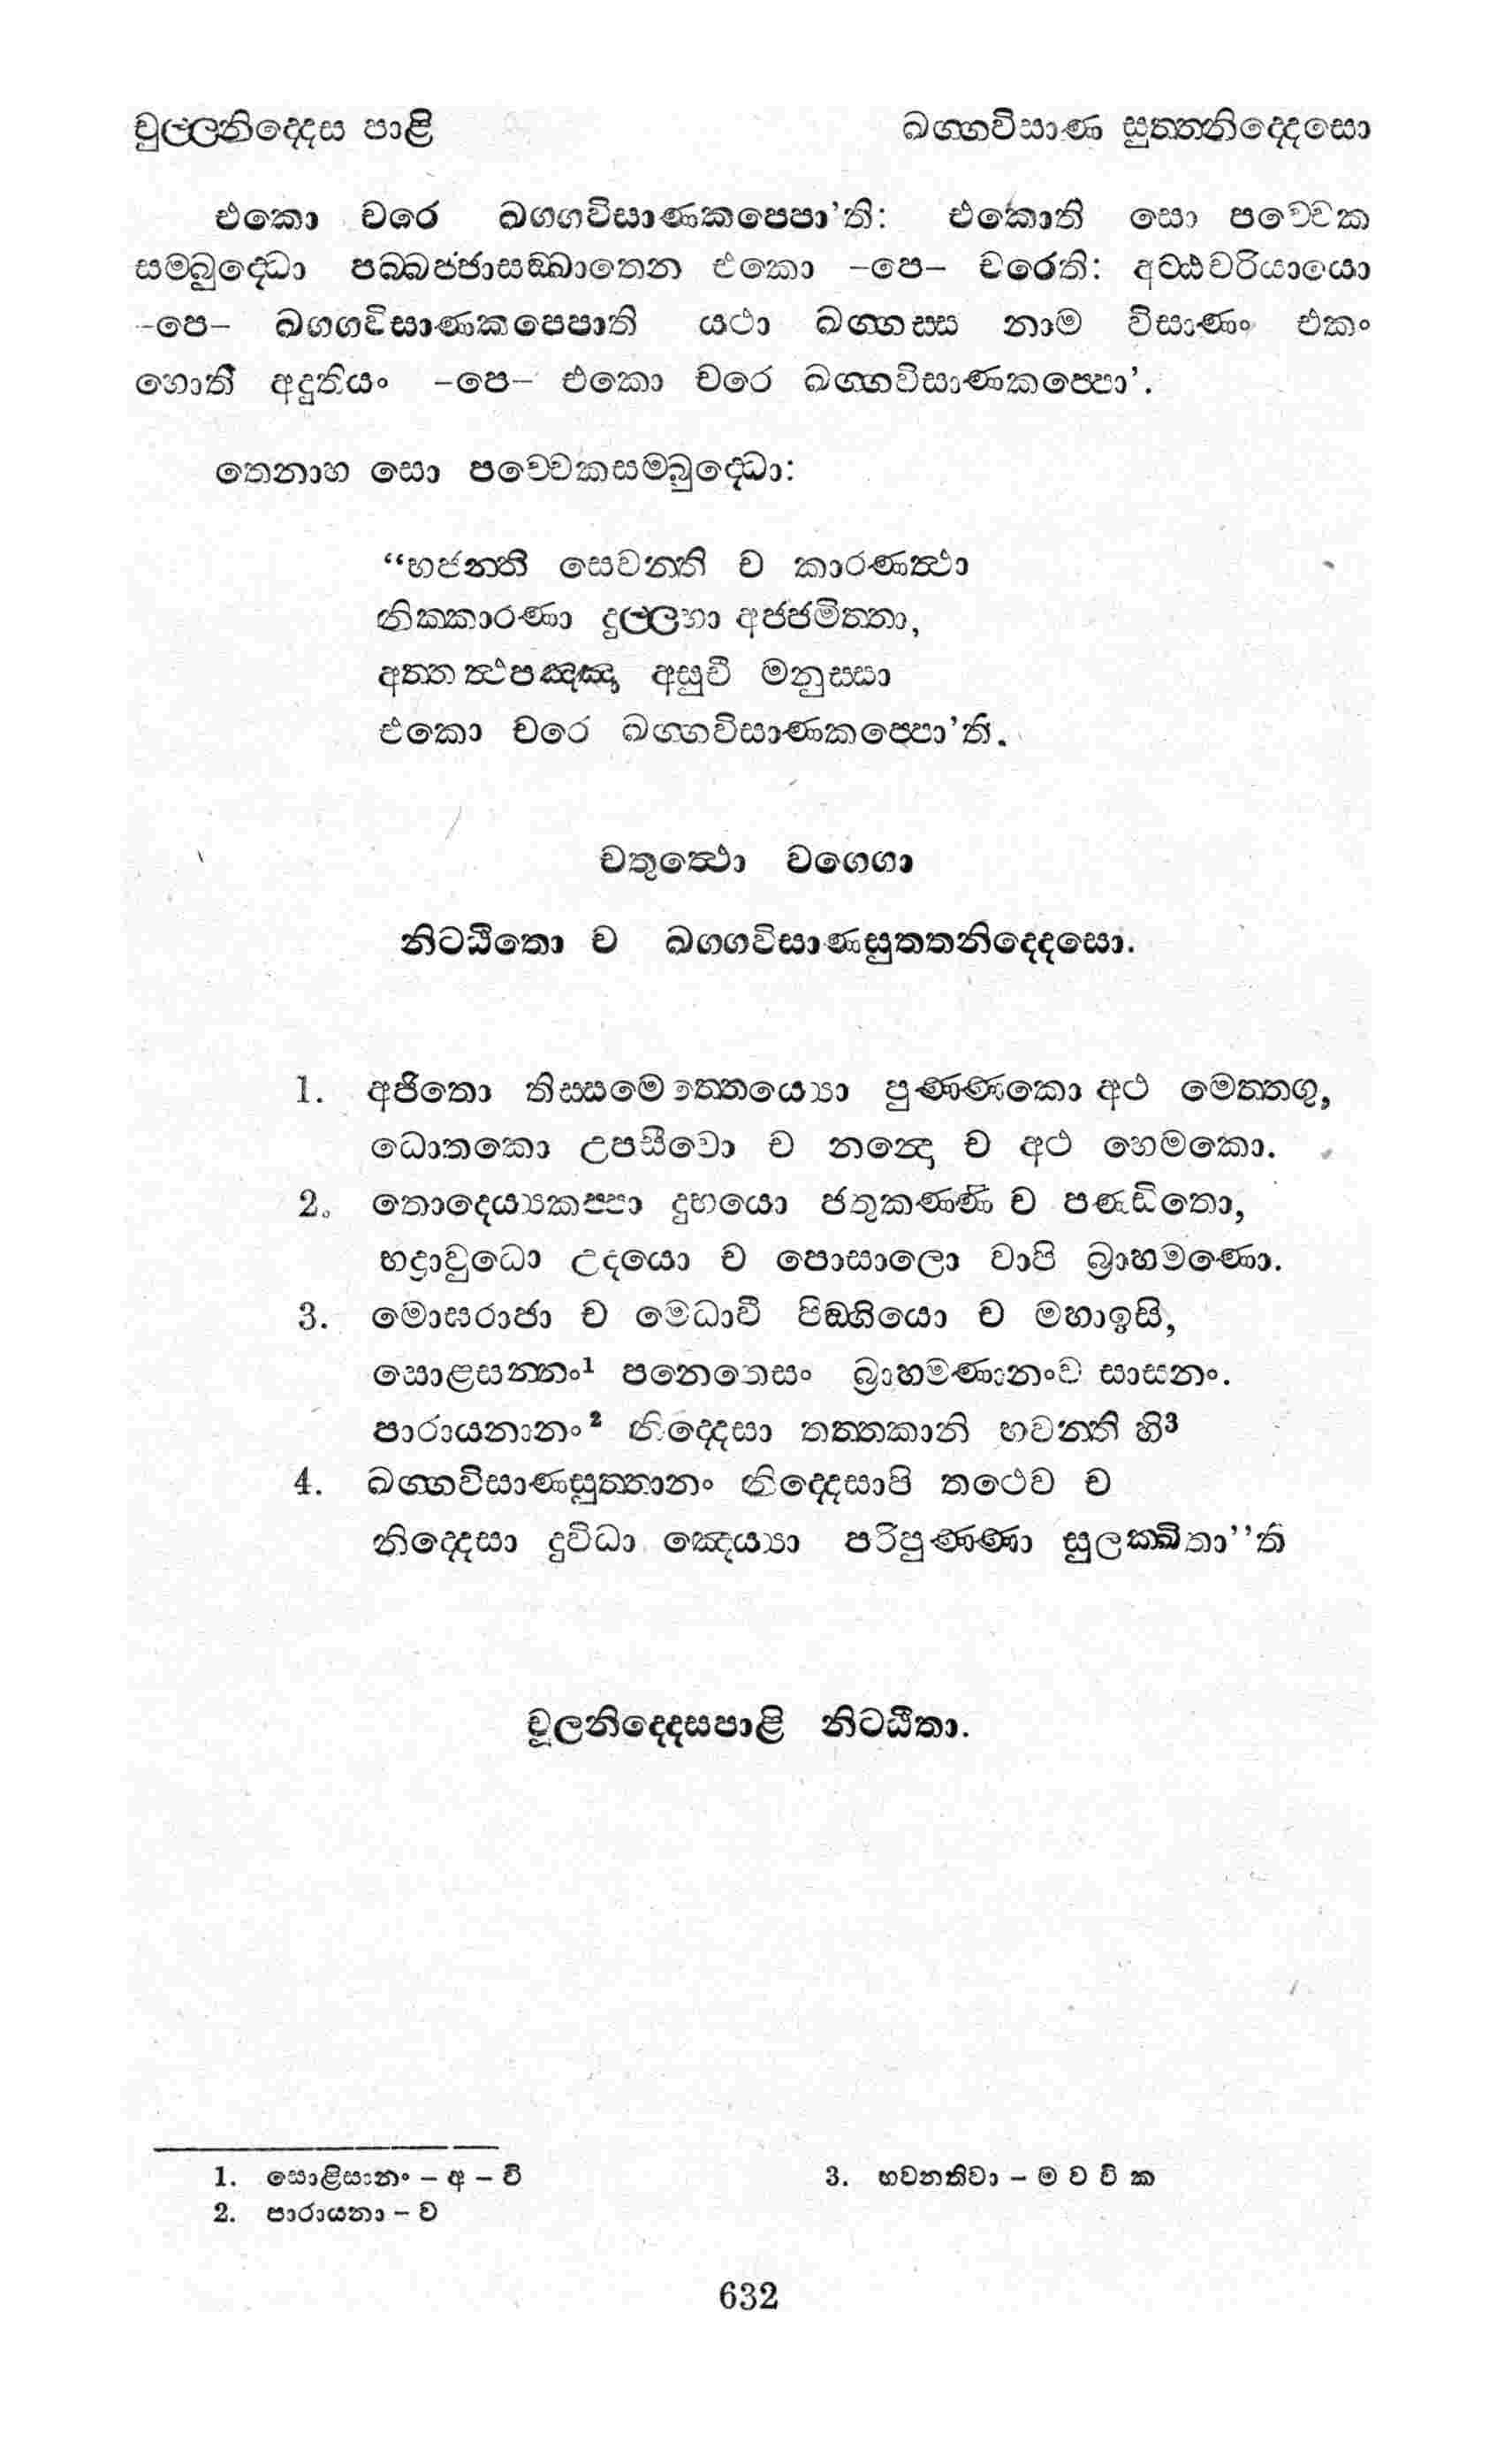 චුල්ලනිද්දෙස පාළි
ඛග්ගවිසාණ සුත්තනිද්දෙසො
එකො චරෙ ඛග්ගවිසාණකප්පො’ති: එකොති සො පච්චෙක
සම්බුද්ධො පබ්බජ්ජාසඞ්ඛාතෙන එකො –පෙ– චරෙති: අට්ඨචරියායො
–පෙ– ඛග්ගවිසාණකප්පොති යථා ඛග්ගස්ස නාම විසාණං එකං
හොති අදුතියං –පෙ– එකො චරෙ ඛග්ගවිසාණකප්පො’.
තෙනාහ සො පච්චෙකසම්බුද්ධො:
“භජන්ති සෙවන්ති ච කාරණත්ථා
නික්කාරණා දුල්ලභා අජ්ජමිත්තා,
අත්තත්ථපඤ්ඤා අසුචී මනුස්සා
එකො චරෙ ඛග්ගවිසාණකප්පො’ති.
චතුත්ථො වග්ගො
නිට්ඨිතො ච ඛග්ගවිසාණසුත්තනිද්දෙසො.
1. අජිතො තිස්සමෙත්තෙය්යො පුණ්ණකො අථ මෙත්තගු,
ධොතකො උපසීවො ච නන්දො ච අථ හෙමකො.
2. තොදෙය්යකප්පා දුභයො ජතුකණ්ණි ච පණ්ඩිතො,
භද්‍රාවුධො උදයො ච පොසාලො වාපි බ්‍රාහ්මණො.
3. මොඝරාජා ච මෙධාවී පිඞ්ගියො ච මහාඉසි,
සොළසන්නං1 පනෙතෙසං බ්‍රාහ්මණානංව සාසනං.
පාරායනානං2 නිද්දෙසා තත්තකානි භවන්ති හි3
4. ඛග්ගවිසාණසුත්තානං නිද්දෙසාපි තථෙව ච
නිද්දෙසා දුවිධා ඤෙය්යා පරිපුණ්ණා සුලක්ඛිතා’’ති
චූලනිද්දෙසපාළි නිට්ඨිතා.
1. සොළිසානං – අ – වි
3. භවනතිවා – ම ව වි ක
2. පාරායනා – ව
632